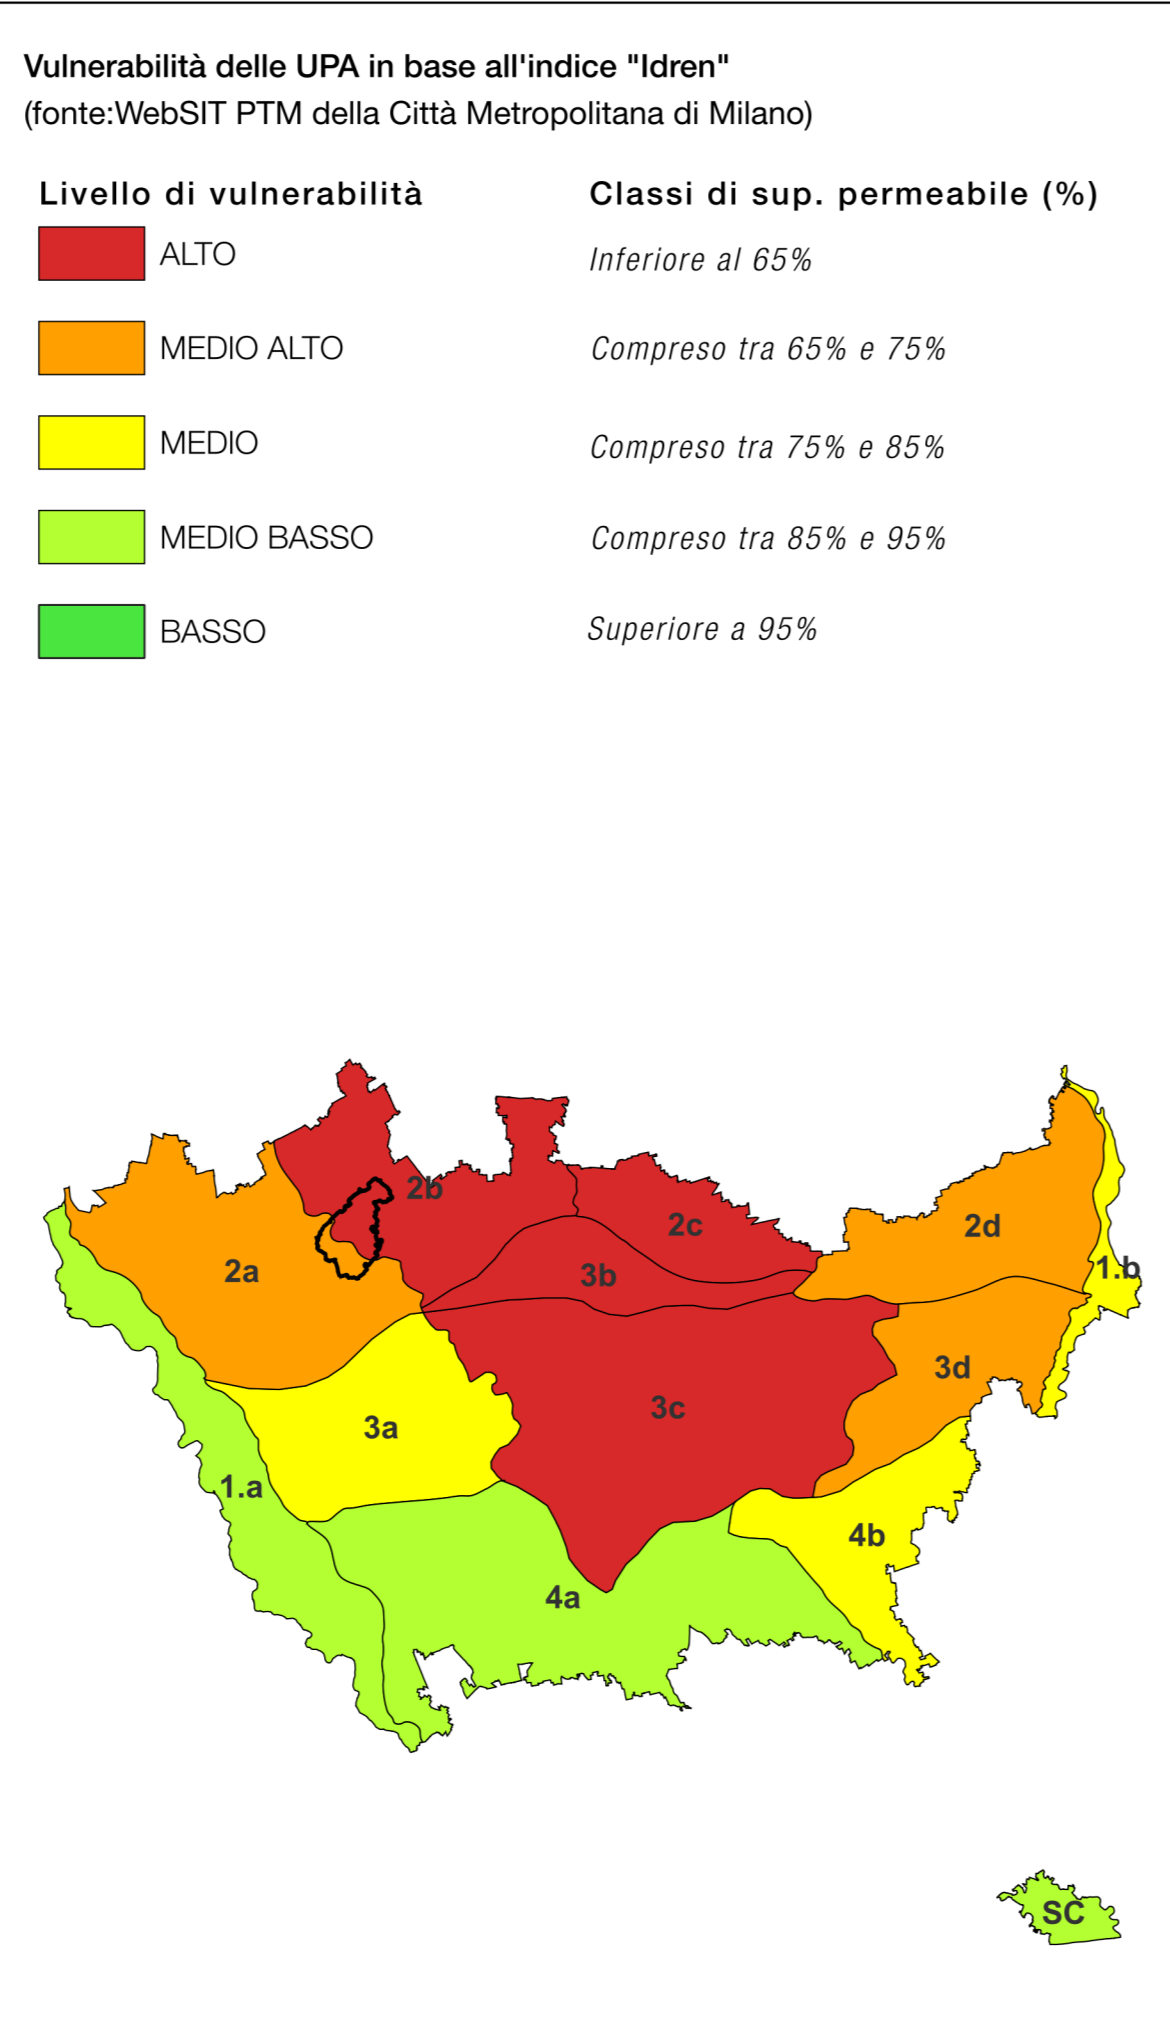 Vulnerabilità delle UPA in base all'indice "Idren"
(fonte:WebSIT PTM della Città Metropolitana di Milano)
Livello di vulnerabilità Classi di sup. permeabile (%)
ALTO Inferiore al 65%
MEDIO ALTO Compreso tra 65% e 75%
MEDIO Compreso tra 75% e 85%
MEDIO BASSO Compreso tra 85% e 95%
BASSO Superiore a 95%
2b
2c
2d
2a
3b
1.b
3d
3c
3a
1.a
4b
4a
SC